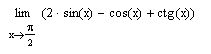 lim (2 · sin(x) − cos(x) + ctg(x))
x→π/2